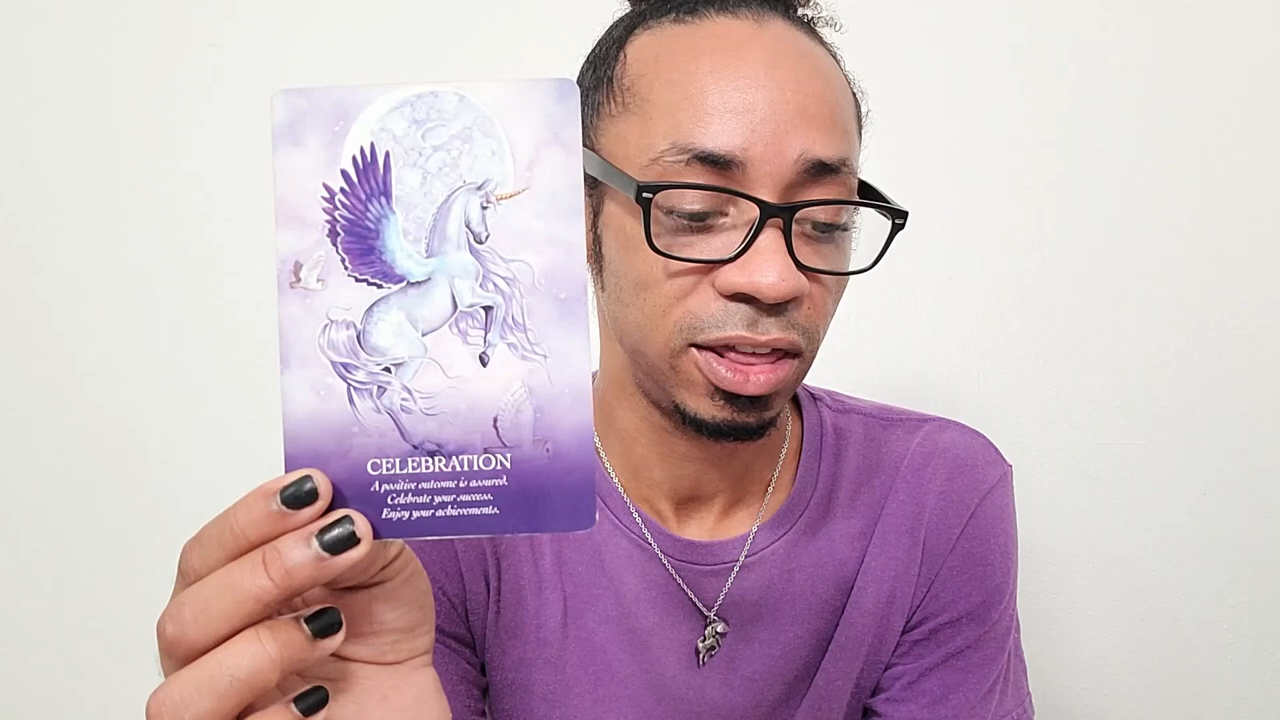 CELEBRATION
A positive outcome is assured.
Celebrate your success.
Enjoy your achievements.